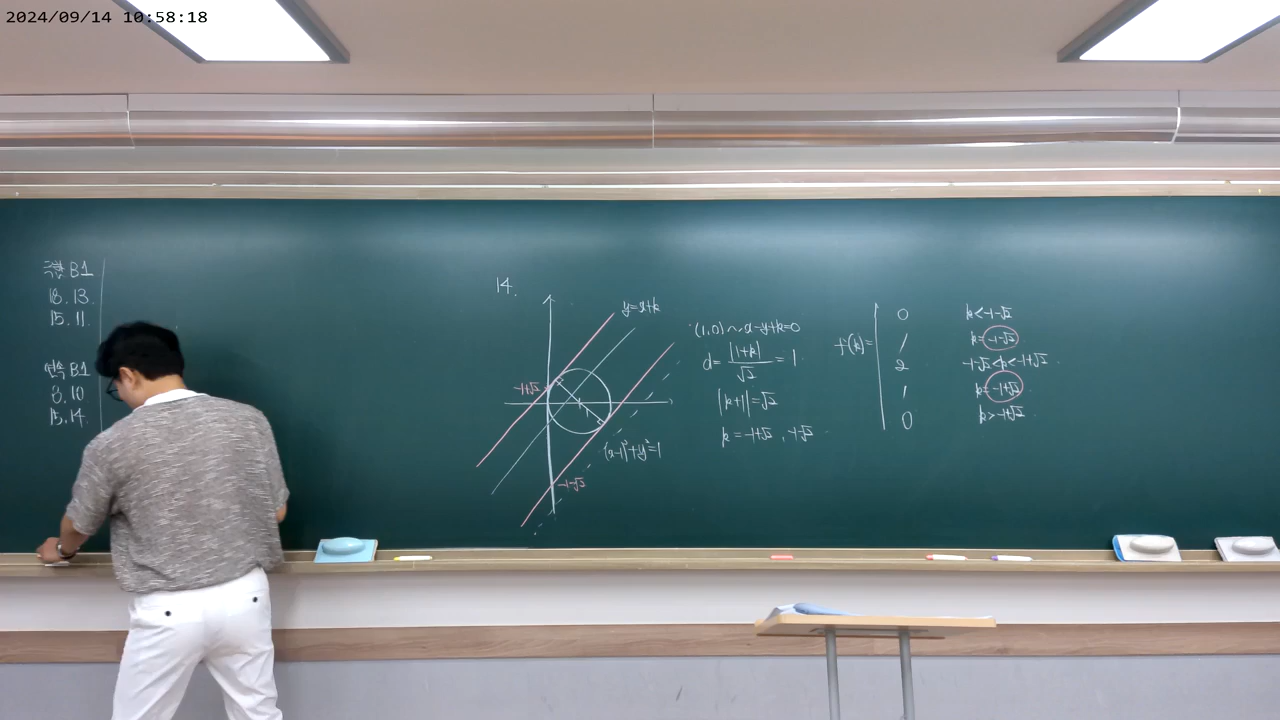 2024/09/14 10:58:18
B1
18. 13.
15. 11.
B1
8. 10
15. 14.
14.
y=x+k
-1+√2
(x-1)²+y²=1
-1-√2
(1,0) ~ x-y+k=0
d= |1+k| / √2 = 1
|k+1|=√2
k=-1+√2, -1-√2
f(k)=
0 k<-1-√2
1 k=-1-√2
2 -1-√2<k<-1+√2
1 k=-1+√2
0 k>-1+√2